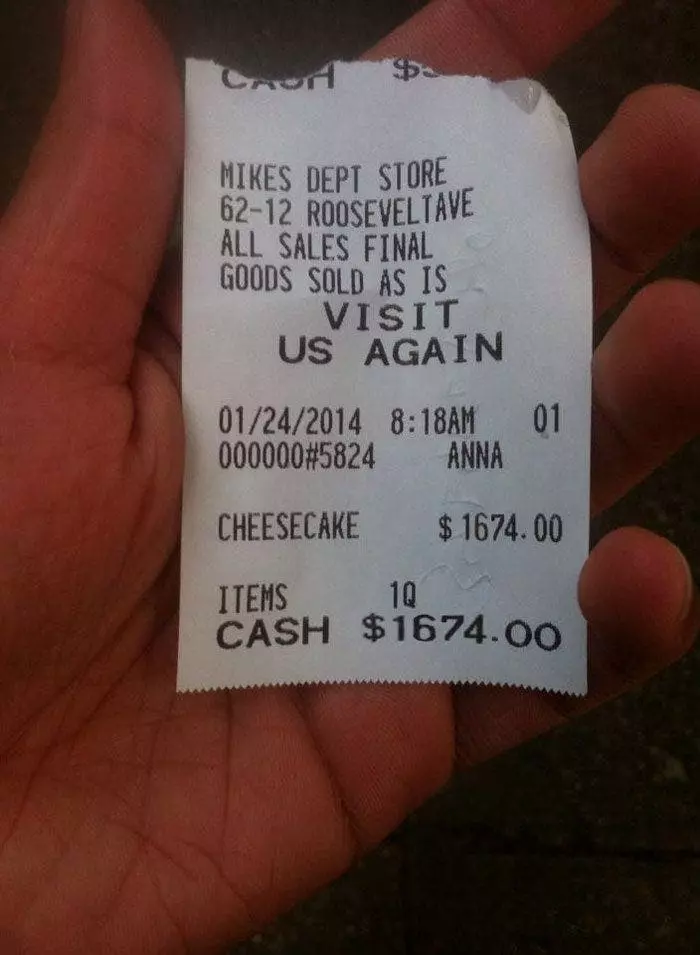 CASH $
MIKES DEPT STORE
62-12 ROOSEVELTAVE
ALL SALES FINAL
GOODS SOLD AS IS
VISIT
US AGAIN
01/24/2014 8:18AM 01
000000#5824 ANNA
CHEESECAKE $1674.00
ITEMS 1Q
CASH $1674.00